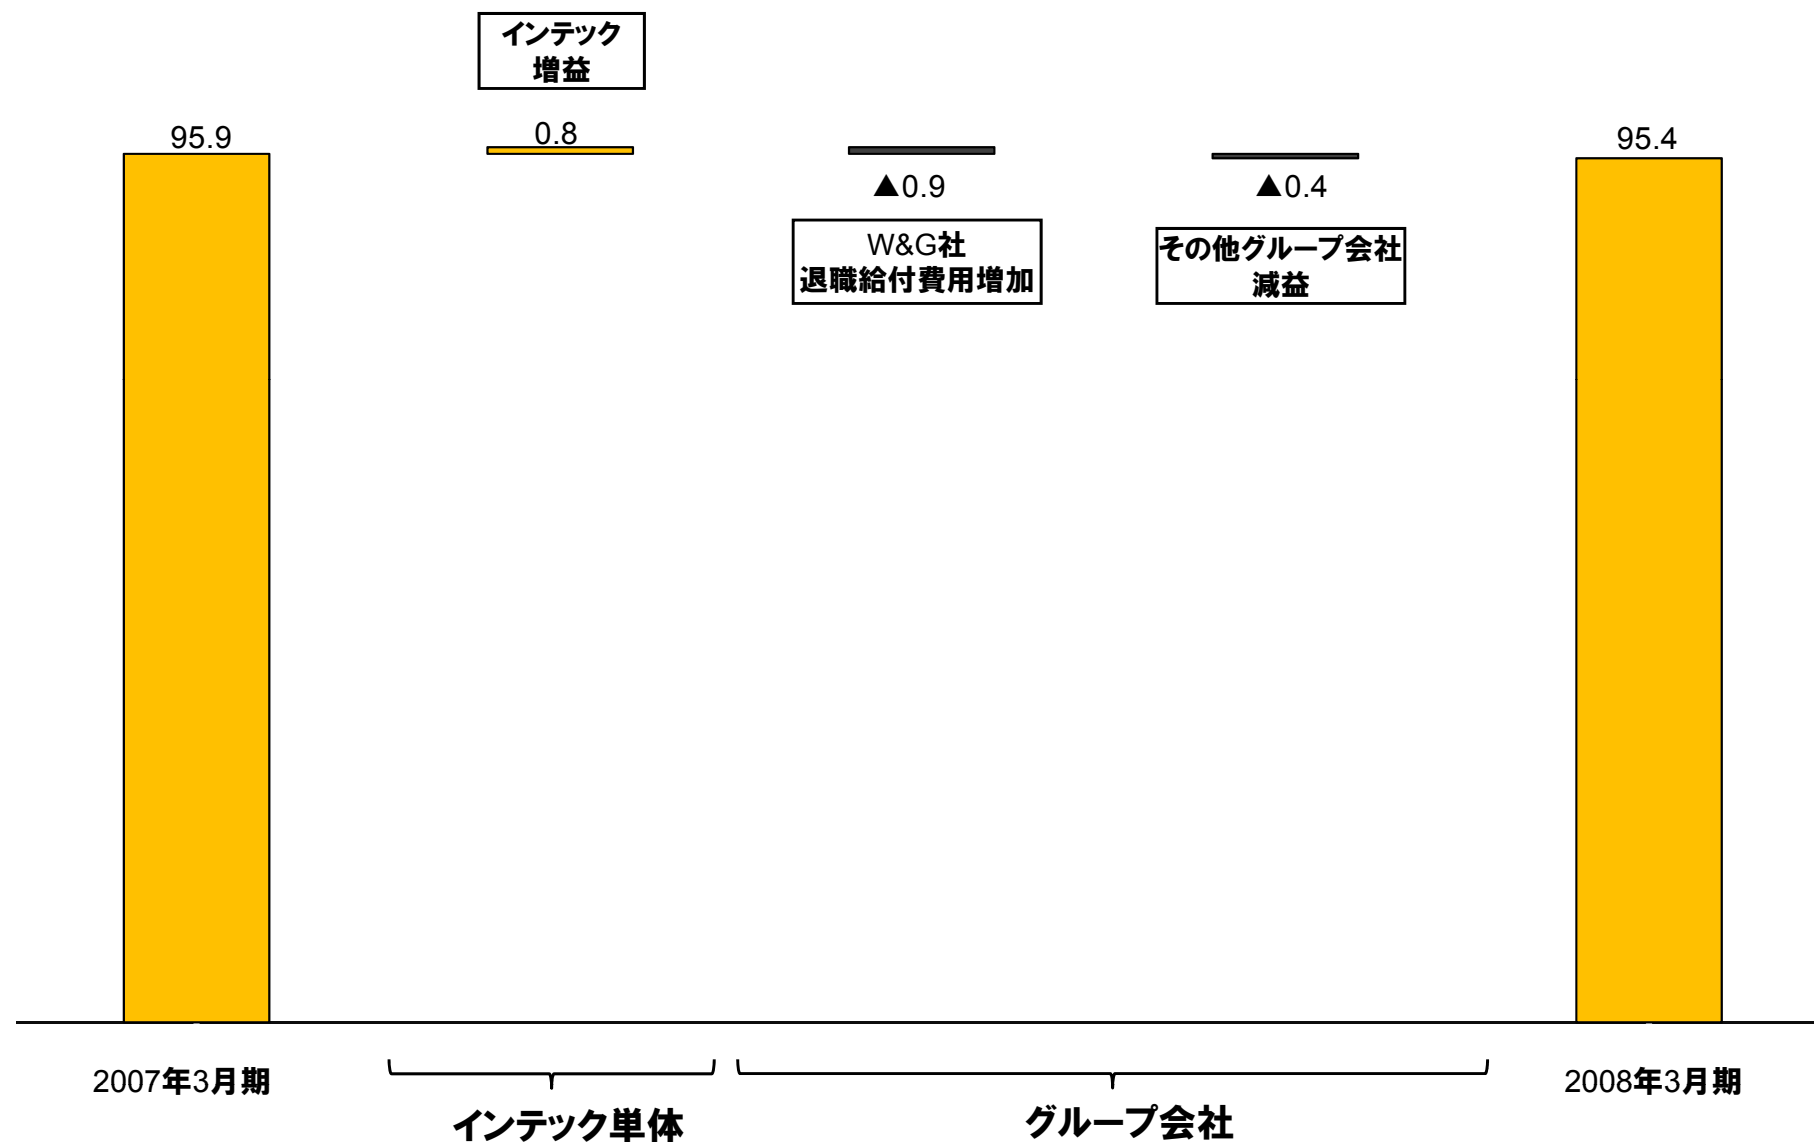 インテック
増益
95.9
0.8
95.4
▲0.9
▲0.4
W&G社
退職給付費用増加
その他グループ会社
減益
2007年3月期
2008年3月期
インテック単体
グループ会社